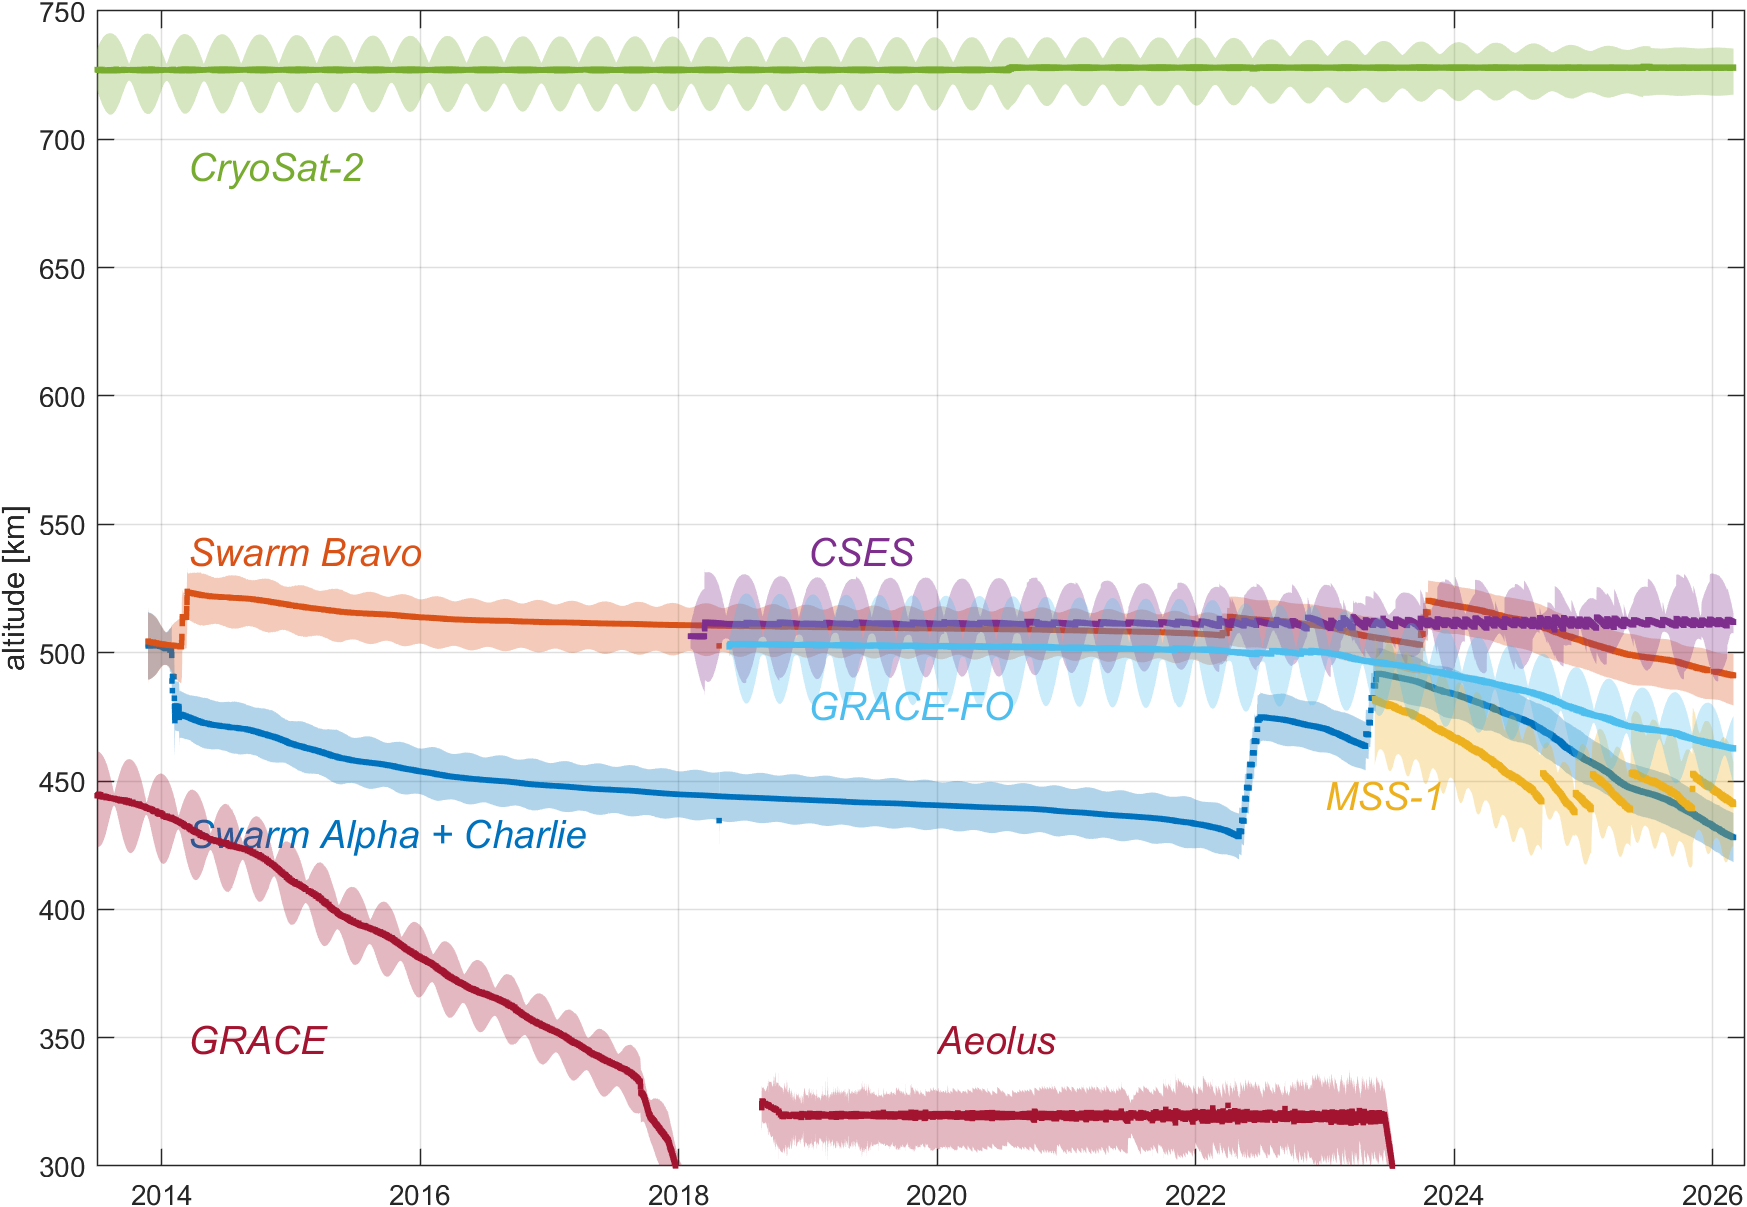 750
700
CryoSat-2
650
600
altitude [km]
550
Swarm Bravo
CSES
500
GRACE-FO
450
MSS-1
Swarm Alpha + Charlie
400
350
GRACE
Aeolus
300
2014 2016 2018 2020 2022 2024 2026